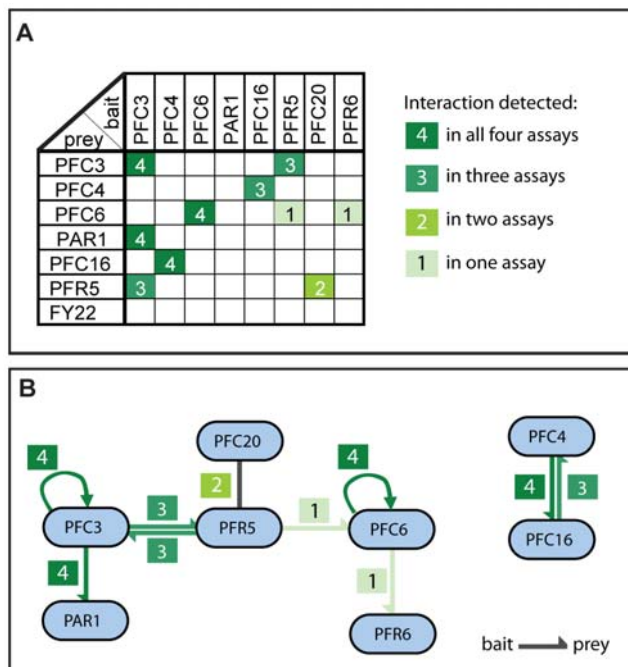 A
bait
prey
PFC3 PFC4 PFC6 PAR1 PFC16 PFR5 PFC20 PFR6
PFC3 4 3
PFC4 3
PFC6 4 1 1
PAR1 4
PFC16 4
PFR5 3 2
FY22
Interaction detected:
4 in all four assays
3 in three assays
2 in two assays
1 in one assay
B
PFC20
PFC4
4
4
2
4 3
PFC3
3
3
PFR5
1
PFC6
PFC16
4
1
PAR1
PFR6
bait prey